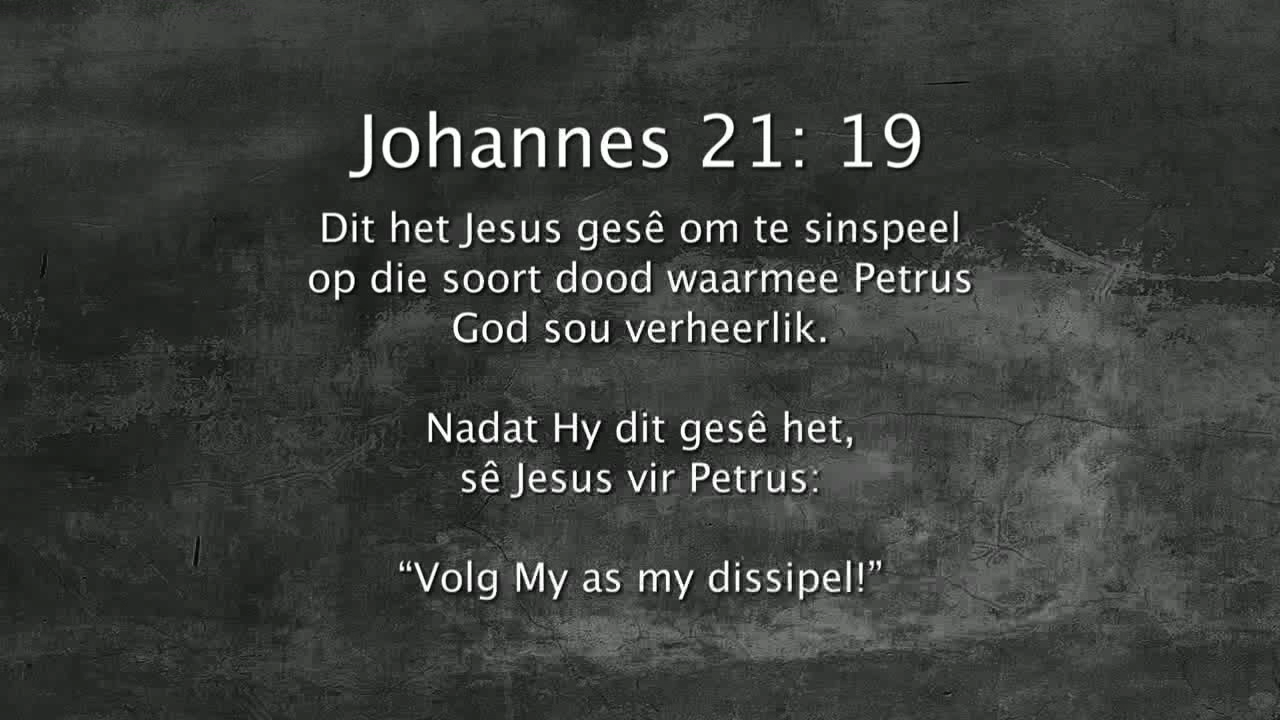 Johannes 21: 19
Dit het Jesus gesê om te sinspeel
op die soort dood waarmee Petrus
God sou verheerlik.
Nadat Hy dit gesê het,
sê Jesus vir Petrus:
“Volg My as my dissipel!”